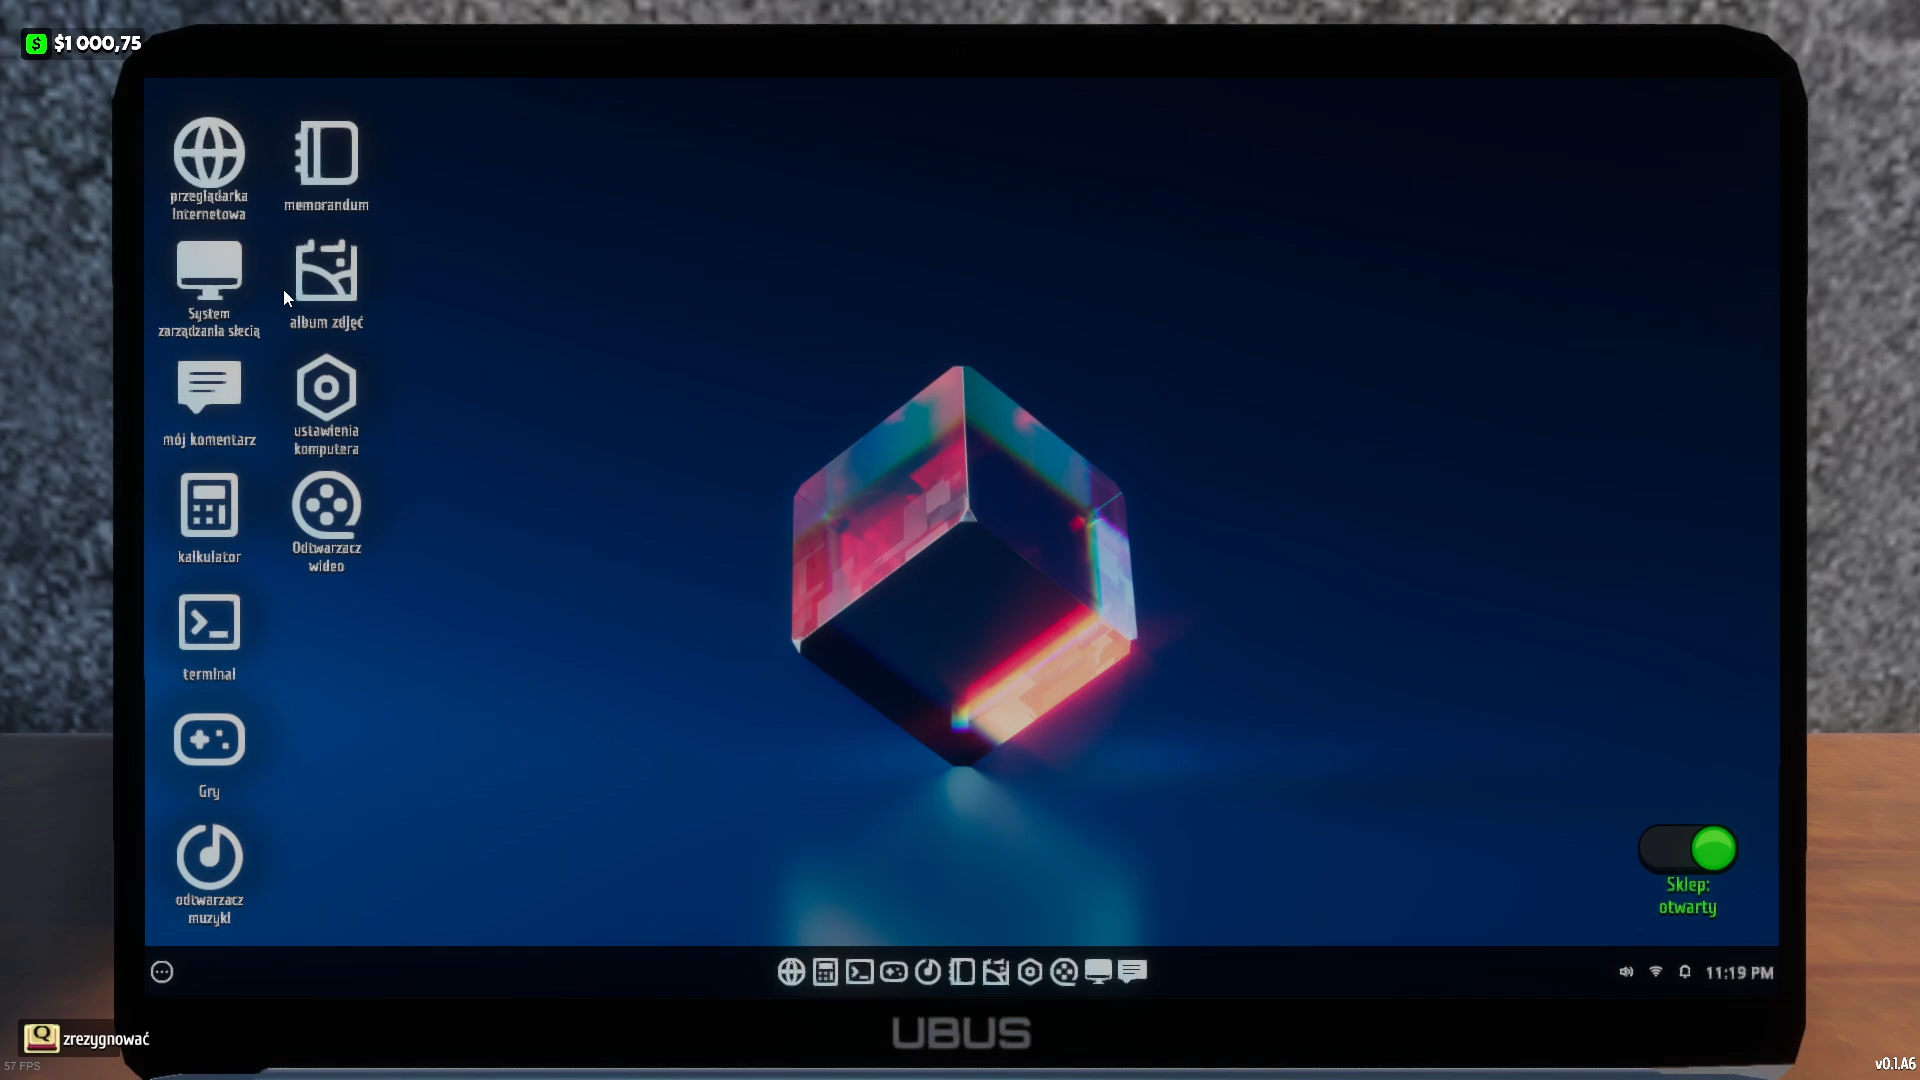 $1 000,75
przeglądarka
Internetowa
memorandum
System
zarządzania siecią
album zdjęć
mój komentarz
ustawienia
komputera
kalkulator
Odtwarzacz
wideo
terminal
Gry
odtwarzacz
muzyki
Sklep:
otwarty
11:19 PM
UBUS
Q zrezygnować
57 FPS
v0.1.A6